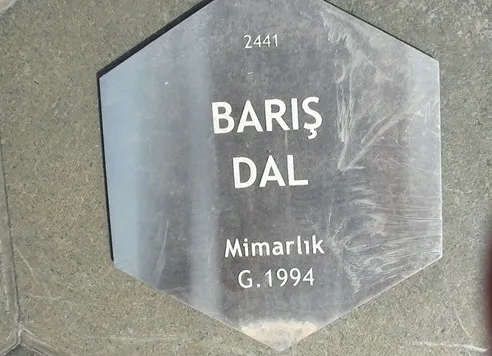 2441
BARIŞ
DAL
Mimarlık
G.1994